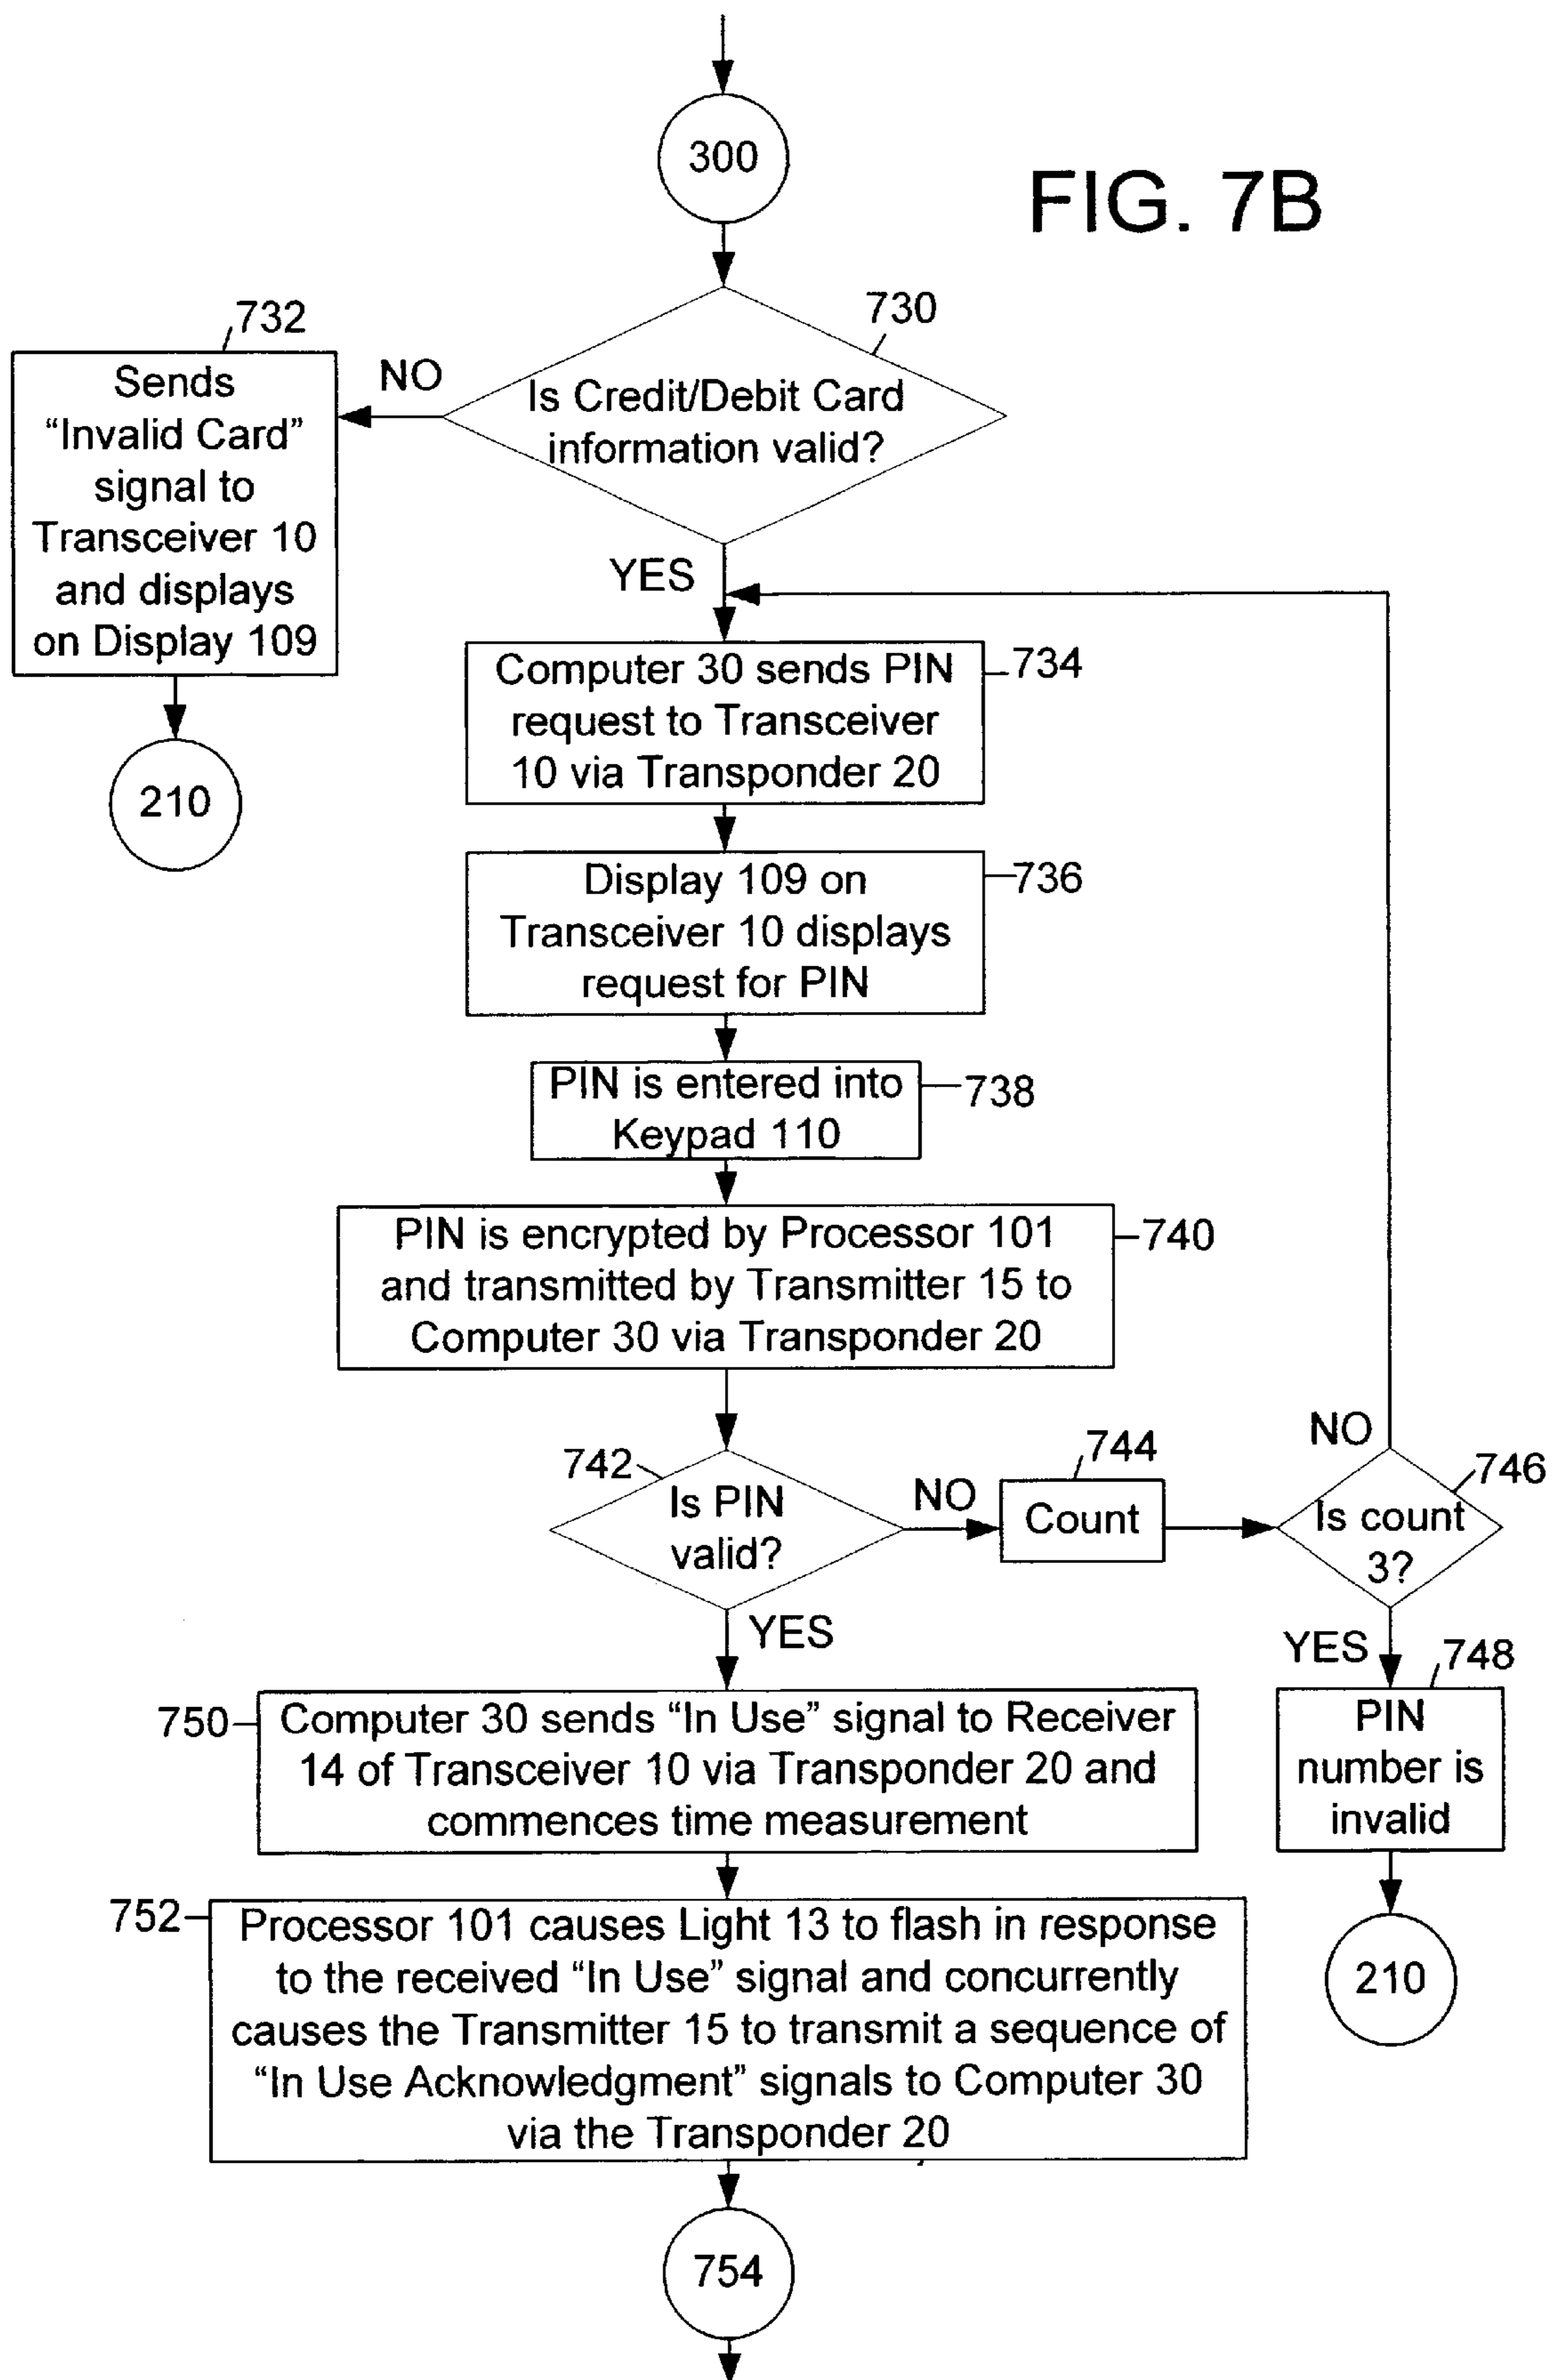 300
FIG. 7B
730
732
Sends
“Invalid Card”
signal to
Transceiver 10
and displays
on Display 109
NO
Is Credit/Debit Card
information valid?
YES
210
Computer 30 sends PIN
request to Transceiver
10 via Transponder 20
734
Display 109 on
Transceiver 10 displays
request for PIN
736
PIN is entered into
Keypad 110
738
PIN is encrypted by Processor 101
and transmitted by Transmitter 15 to
Computer 30 via Transponder 20
740
742
Is PIN
valid?
NO
744
Count
NO
746
Is count
3?
YES
YES
748
PIN
number is
invalid
210
750
Computer 30 sends “In Use” signal to Receiver
14 of Transceiver 10 via Transponder 20 and
commences time measurement
752
Processor 101 causes Light 13 to flash in response
to the received “In Use” signal and concurrently
causes the Transmitter 15 to transmit a sequence of
“In Use Acknowledgment” signals to Computer 30
via the Transponder 20
754